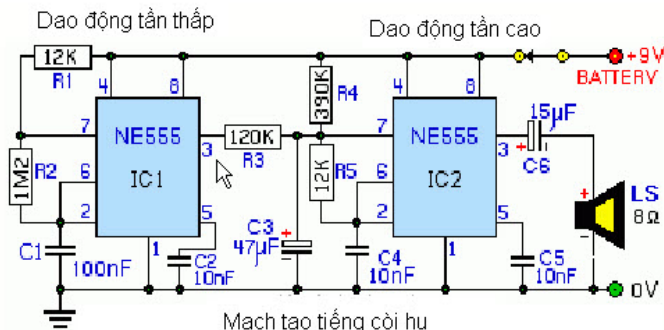 Dao động tần thấp
Dao động tần cao
+9V
BATTERY
12K
R1
4
8
390K
R4
4
8
15µF
7
NE555
3
120K
R3
7
NE555
3
+
C6
1M2
R2
6
IC1
12K
R5
6
IC2
+
LS
8Ω
2
5
C3
+
47µF
2
5
C1
100nF
1
C2
10nF
C4
10nF
1
C5
10nF
0V
Mach tao tiếng còi hu